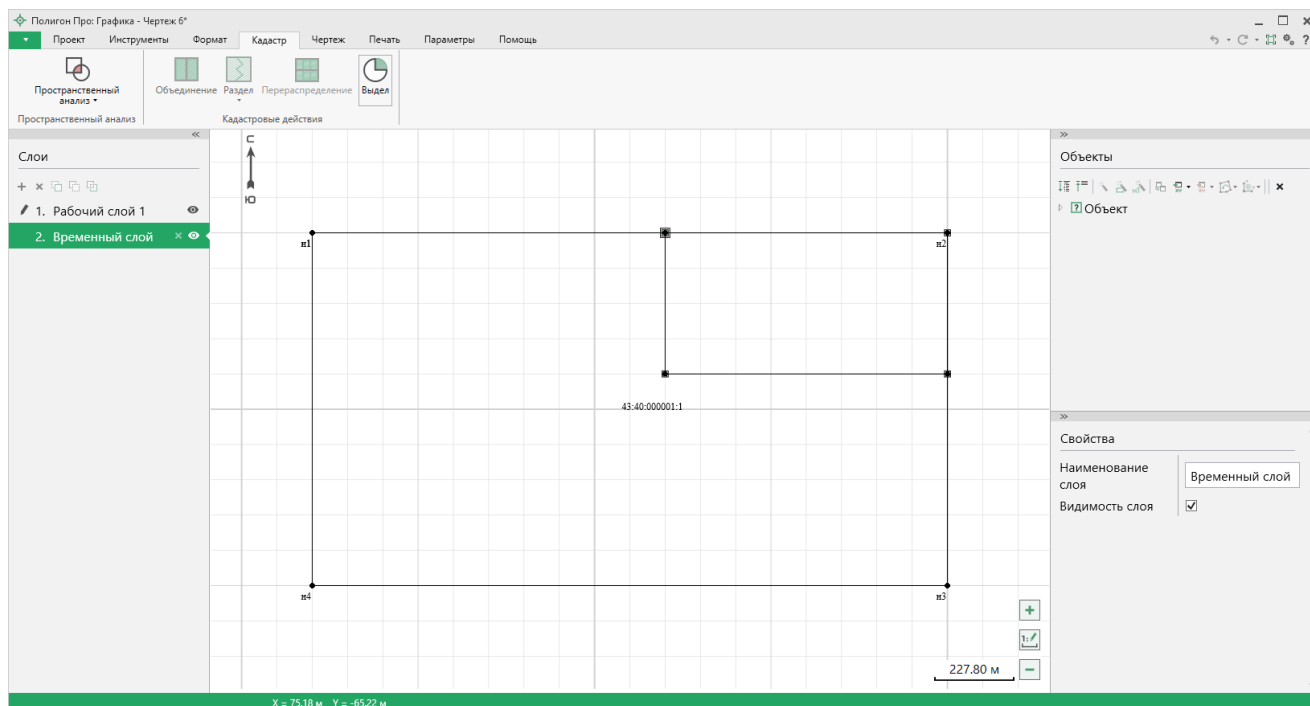 Полигон Про: Графика - Чертеж 6*
Проект Инструменты Формат Кадастр Чертеж Печать Параметры Помощь
Пространственный анализ
Объединение Раздел Перераспределение Выдел
Пространственный анализ Кадастровые действия
Слои
1. Рабочий слой 1
2. Временный слой
С
Ю
н1
н2
43:40:000001:1
н4
н3
1:
227.80 м
Объекты
Объект
Свойства
Наименование слоя
Временный слой
Видимость слоя
X = 75,18 м Y = -65,22 м